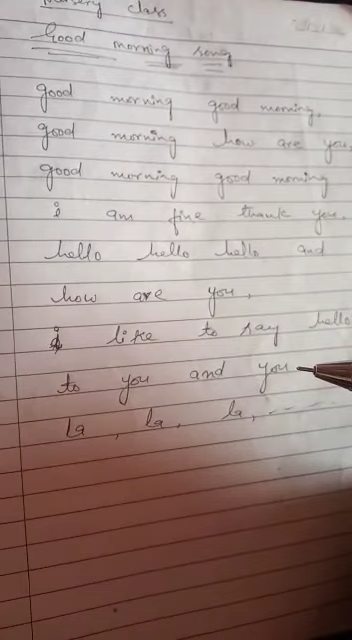 Nursery class
Good morning song
good morning good morning.
good morning how are you.
good morning good morning
i am fine thank you.
hello hello hello and
how are you.
i like to say hello
to you and you
La, la, la,